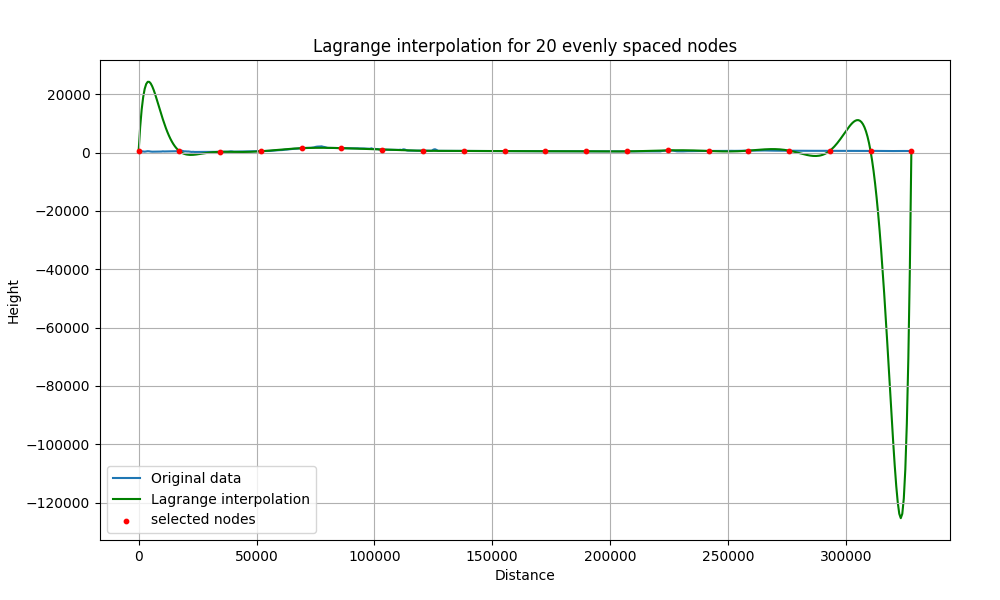 Lagrange interpolation for 20 evenly spaced nodes
20000
0
−20000
−40000
−60000
−80000
−100000
−120000
Height
Original data
Lagrange interpolation
selected nodes
0
50000
100000
150000
200000
250000
300000
Distance